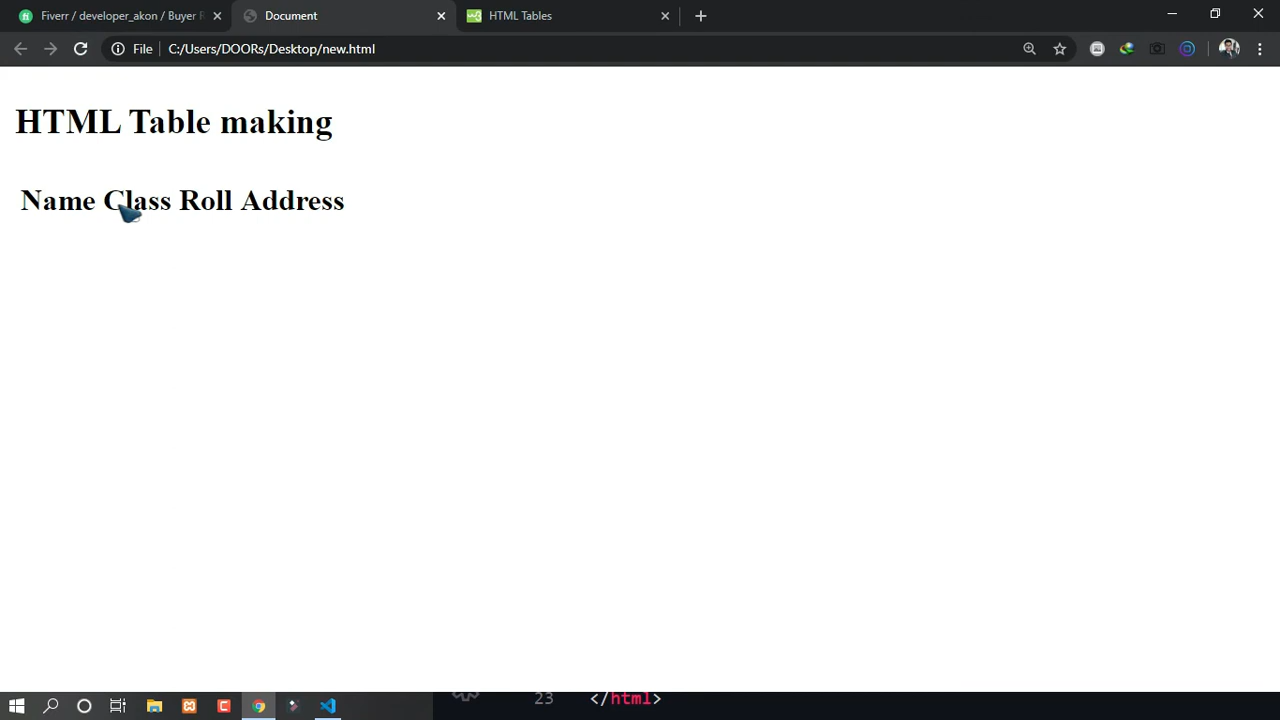 Fiverr / developer_akon / Buyer R
Document
HTML Tables
File
C:/Users/DOORs/Desktop/new.html
HTML Table making
Name Class Roll Address
23 </html>